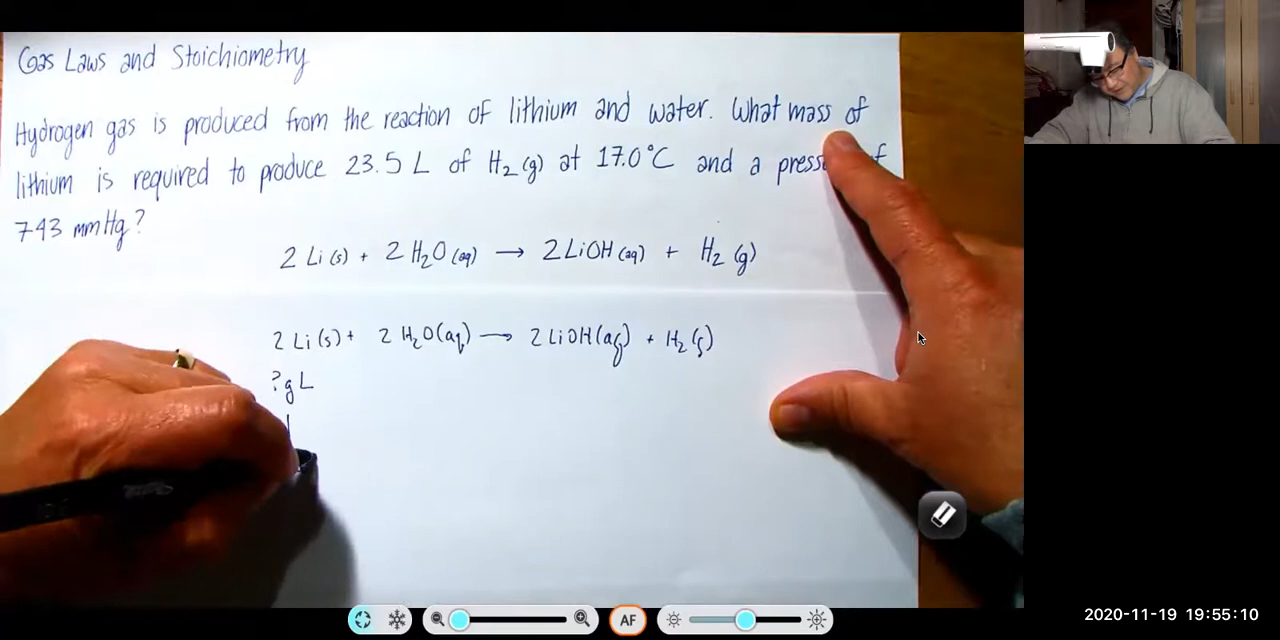 Gas Laws and Stoichiometry
Hydrogen gas is produced from the reaction of lithium and water. What mass of
lithium is required to produce 23.5 L of H₂ (g) at 17.0°C and a of
743 mmHg?
2 Li (s) + 2 H₂O (aq) → 2 LiOH (aq) + H₂ (g)
2 Li (s) + 2 H₂O (aq) → 2 LiOH (aq) + H₂ (g)
? g L
AF
2020-11-19 19:55:10